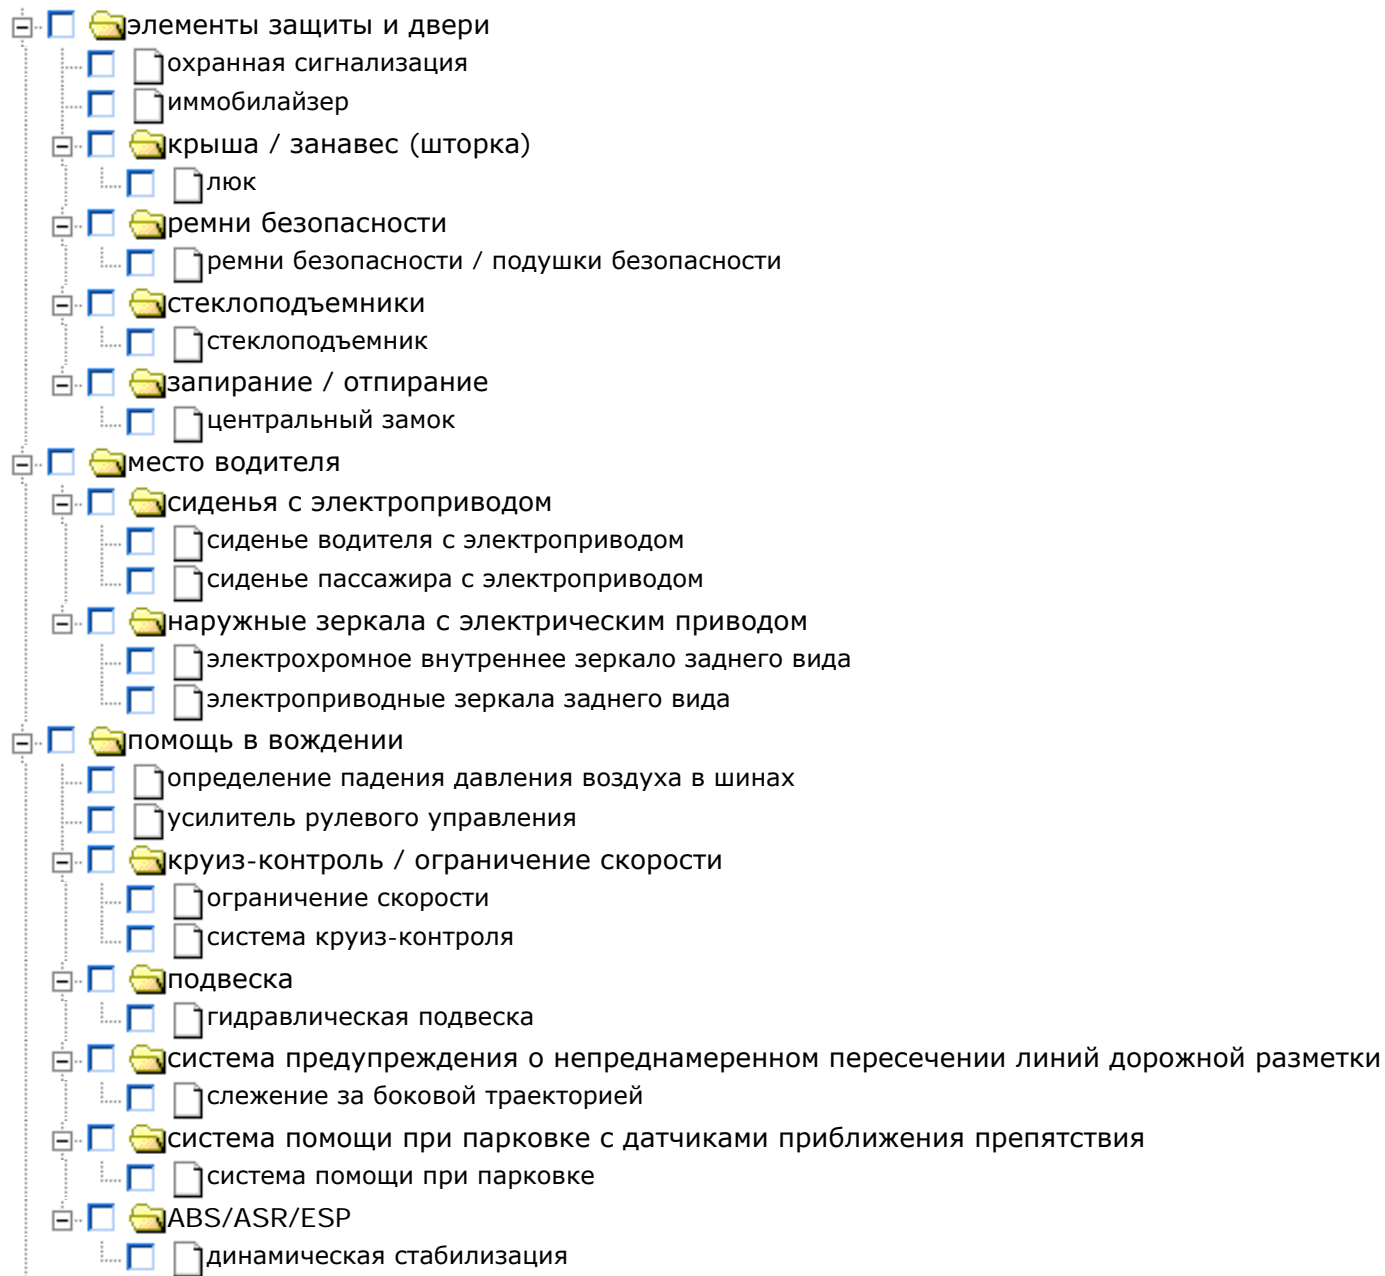 элементы защиты и двери
охранная сигнализация
иммобилайзер
крыша / занавес (шторка)
люк
ремни безопасности
ремни безопасности / подушки безопасности
стеклоподъемники
стеклоподъемник
запирание / отпирание
центральный замок
место водителя
сиденья с электроприводом
сиденье водителя с электроприводом
сиденье пассажира с электроприводом
наружные зеркала с электрическим приводом
электрохромное внутреннее зеркало заднего вида
электроприводные зеркала заднего вида
помощь в вождении
определение падения давления воздуха в шинах
усилитель рулевого управления
круиз-контроль / ограничение скорости
ограничение скорости
система круиз-контроля
подвеска
гидравлическая подвеска
система предупреждения о непреднамеренном пересечении линий дорожной разметки
слежение за боковой траекторией
система помощи при парковке с датчиками приближения препятствия
система помощи при парковке
ABS/ASR/ESP
динамическая стабилизация